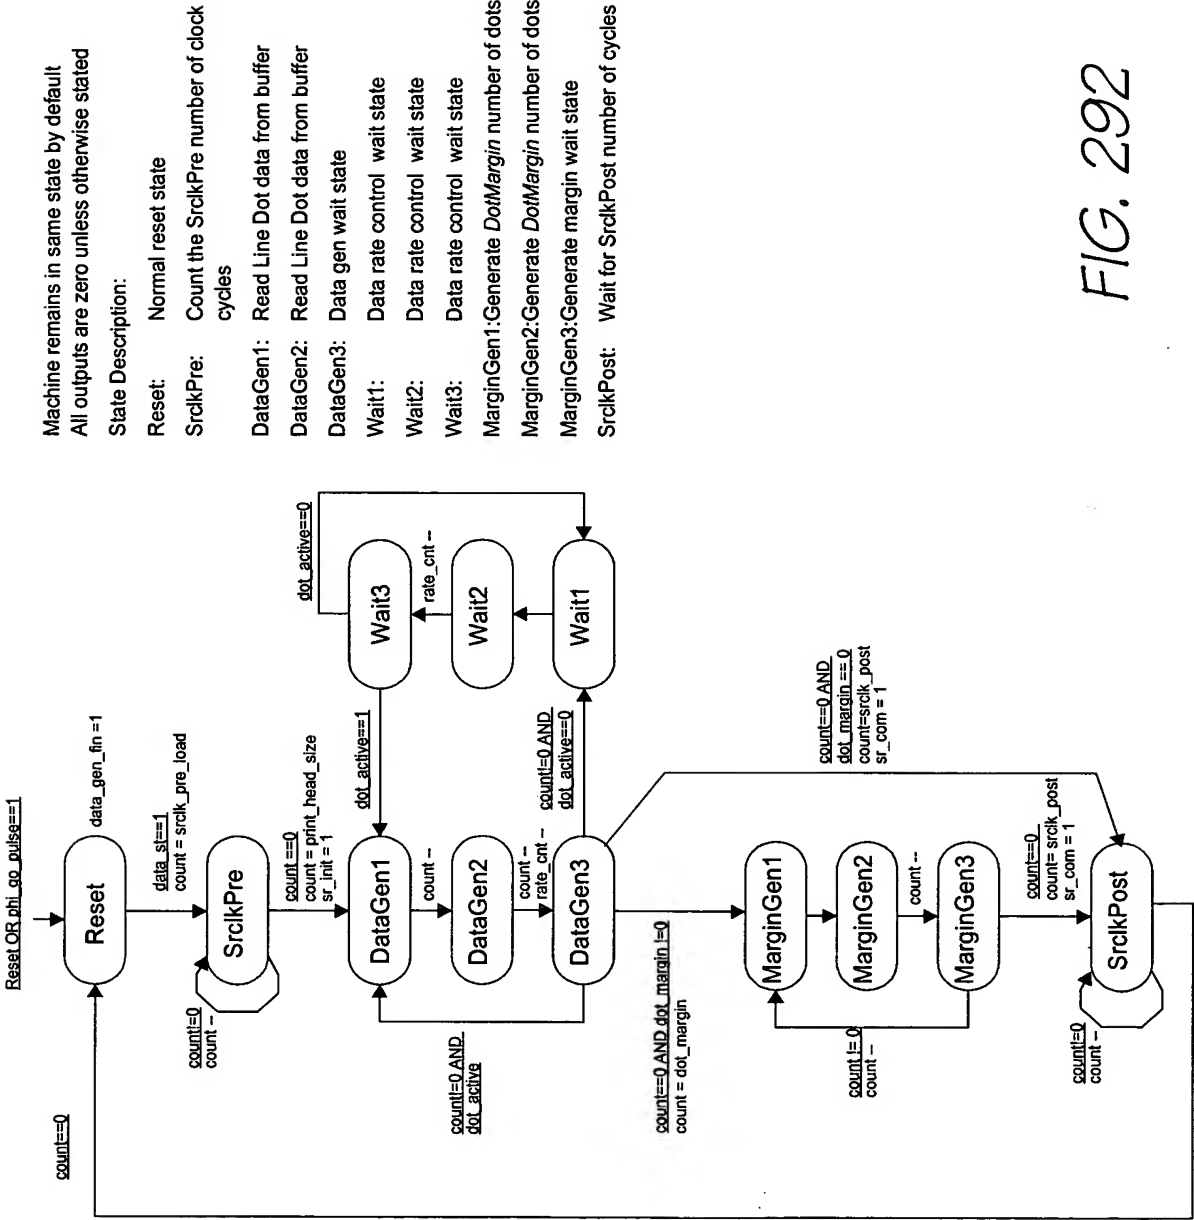 Reset OR phi_go_pulse==1
count==0
Reset
data_gen_fin =1
data_st==1
count = srclk_pre_load
count!=0
count --
SrclkPre
count ==0
count = print_head_size
sr_init = 1
dot_active==0
DataGen1
dot_active==1
Wait3
count --
rate_cnt --
count!=0 AND
dot_active
DataGen2
Wait2
count --
rate_cnt --
count!=0 AND
dot_active==0
DataGen3
Wait1
count==0 AND dot_margin !=0
count = dot_margin
count==0 AND
dot_margin == 0
count=srclk_post
sr_com = 1
MarginGen1
MarginGen2
count != 0
count --
count --
MarginGen3
count==0
count= srclk_post
sr_com = 1
count!=0
count --
SrclkPost
Machine remains in same state by default
All outputs are zero unless otherwise stated
State Description:
Reset: Normal reset state
SrclkPre: Count the SrclkPre number of clock
cycles
DataGen1: Read Line Dot data from buffer
DataGen2: Read Line Dot data from buffer
DataGen3: Data gen wait state
Wait1: Data rate control wait state
Wait2: Data rate control wait state
Wait3: Data rate control wait state
MarginGen1:Generate DotMargin number of dots
MarginGen2:Generate DotMargin number of dots
MarginGen3:Generate margin wait state
SrclkPost: Wait for SrclkPost number of cycles
FIG. 292